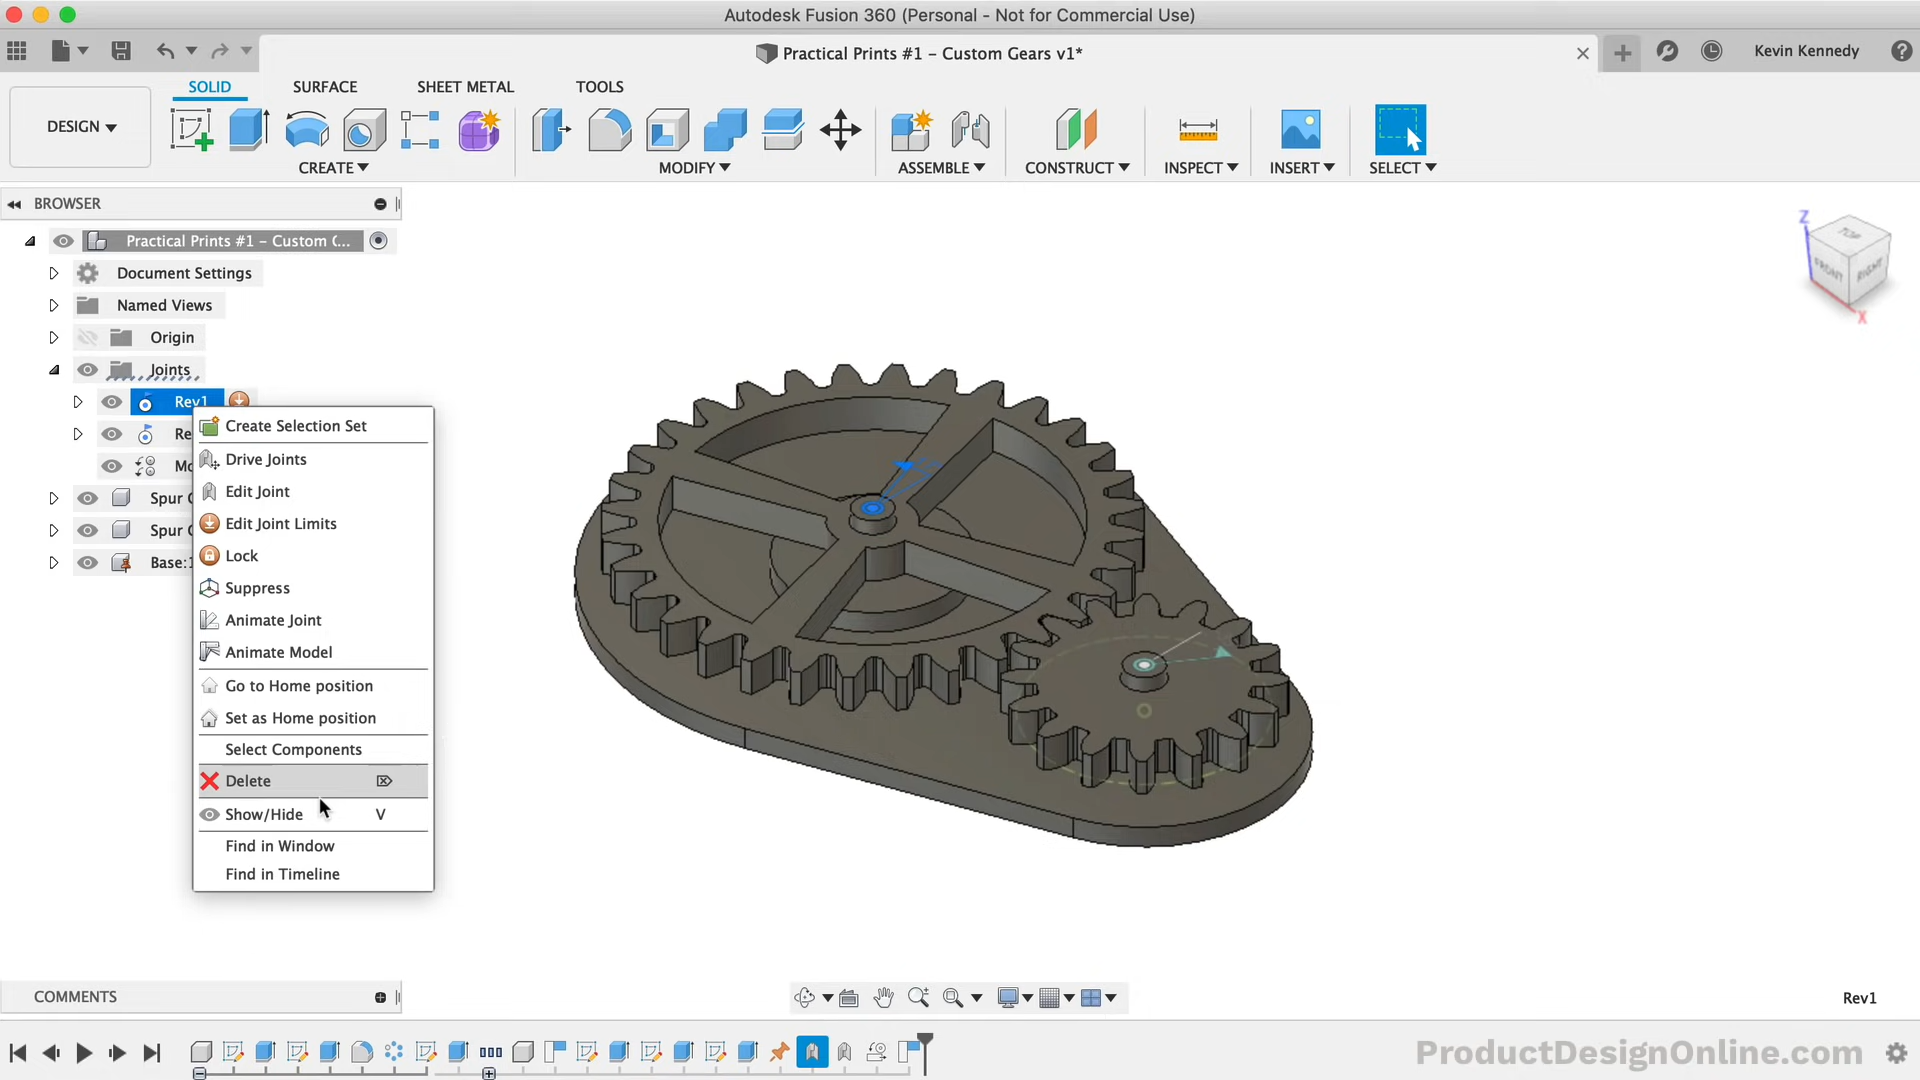 Autodesk Fusion 360 (Personal - Not for Commercial Use)
Practical Prints #1 – Custom Gears v1*
Kevin Kennedy
SOLID SURFACE SHEET METAL TOOLS
DESIGN
CREATE MODIFY ASSEMBLE CONSTRUCT INSPECT INSERT SELECT
BROWSER
Practical Prints #1 – Custom (...
Document Settings
Named Views
Origin
Joints
Rev1
Re
Mo
Spur
Spur
Base:1
Create Selection Set
Drive Joints
Edit Joint
Edit Joint Limits
Lock
Suppress
Animate Joint
Animate Model
Go to Home position
Set as Home position
Select Components
Delete
Show/Hide V
Find in Window
Find in Timeline
Z
TOP
FRONT
RIGHT
X
COMMENTS
Rev1
ProductDesignOnline.com